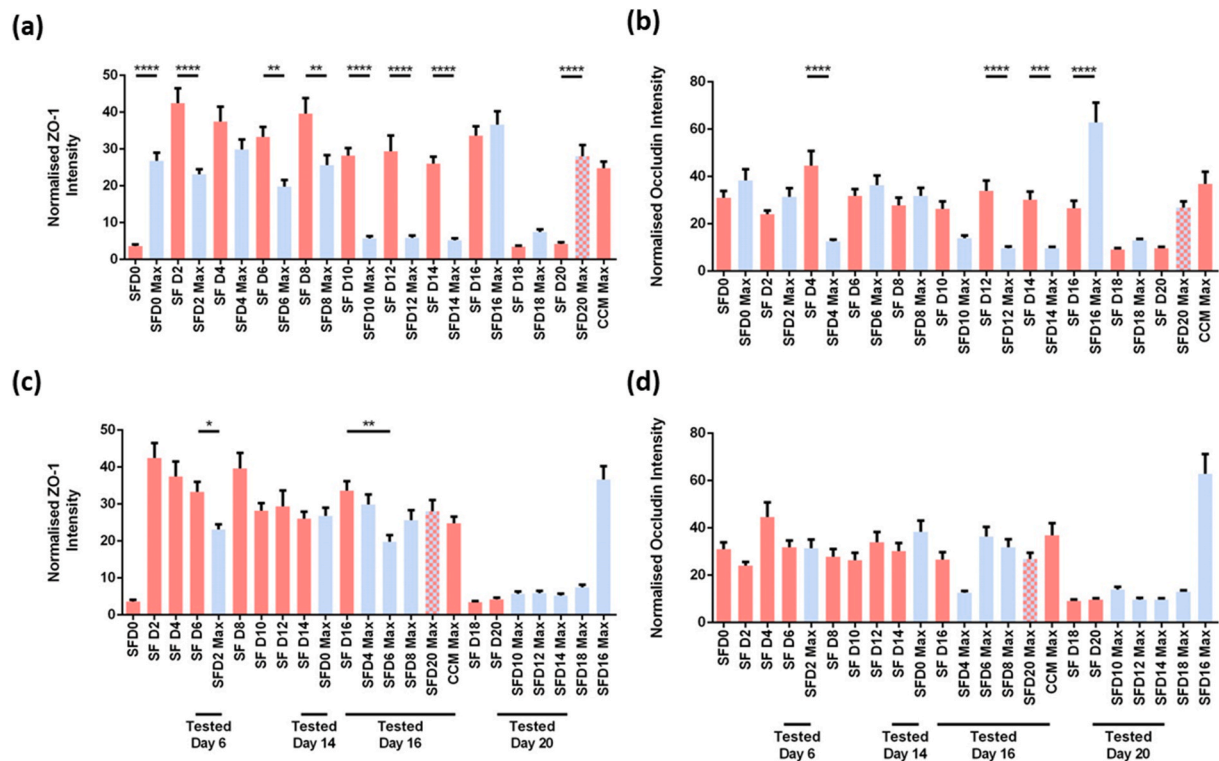 (a)
**** **** ** ** **** **** **** ****
Normalised ZO-1
Intensity
50
40
30
20
10
0
SFD0
SFD0 Max
SF D2
SFD2 Max
SF D4
SFD4 Max
SF D6
SFD6 Max
SF D8
SFD8 Max
SF D10
SFD10 Max
SF D12
SFD12 Max
SF D14
SFD14 Max
SF D16
SFD16 Max
SF D18
SFD18 Max
SF D20
SFD20 Max
CCM Max
(b)
**** **** *** ****
Normalised Occludin Intensity
80
60
40
20
0
SFD0
SFD0 Max
SF D2
SFD2 Max
SF D4
SFD4 Max
SF D6
SFD6 Max
SF D8
SFD8 Max
SF D10
SFD10 Max
SF D12
SFD12 Max
SF D14
SFD14 Max
SF D16
SFD16 Max
SF D18
SFD18 Max
SF D20
SFD20 Max
CCM Max
(c)
* **
Normalised ZO-1
Intensity
50
40
30
20
10
0
SFD0
SF D2
SF D4
SF D6
SFD2 Max
SF D8
SF D10
SF D12
SF D14
SFD0 Max
SF D16
SFD4 Max
SFD6 Max
SFD8 Max
SFD20 Max
CCM Max
SF D18
SF D20
SFD10 Max
SFD12 Max
SFD14 Max
SFD18 Max
SFD16 Max
Tested
Day 6
Tested
Day 14
Tested
Day 16
Tested
Day 20
(d)
Normalised Occludin Intensity
80
60
40
20
0
SFD0
SF D2
SF D4
SF D6
SFD2 Max
SF D8
SF D10
SF D12
SF D14
SFD0 Max
SF D16
SFD4 Max
SFD6 Max
SFD8 Max
SFD20 Max
CCM Max
SF D18
SF D20
SFD10 Max
SFD12 Max
SFD14 Max
SFD18 Max
SFD16 Max
Tested
Day 6
Tested
Day 14
Tested
Day 16
Tested
Day 20